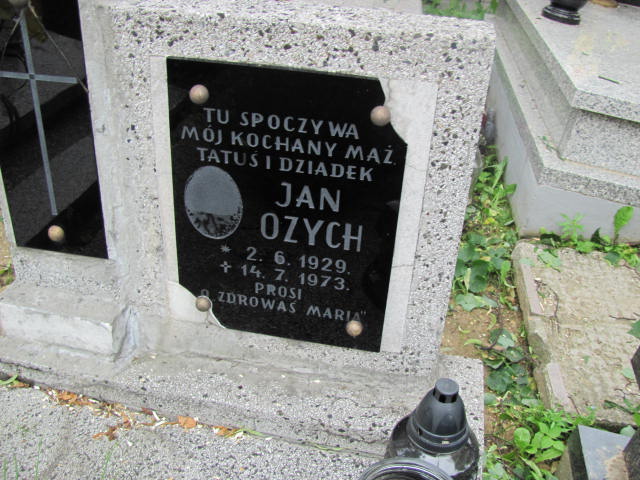 TU SPOCZYWA
MÓJ KOCHANY MĄŻ
TATUŚ I DZIADEK
JAN
OZYCH
* 2. 6. 1929.
+ 14. 7. 1973.
PROSI
O ZDROWAŚ MARIA"